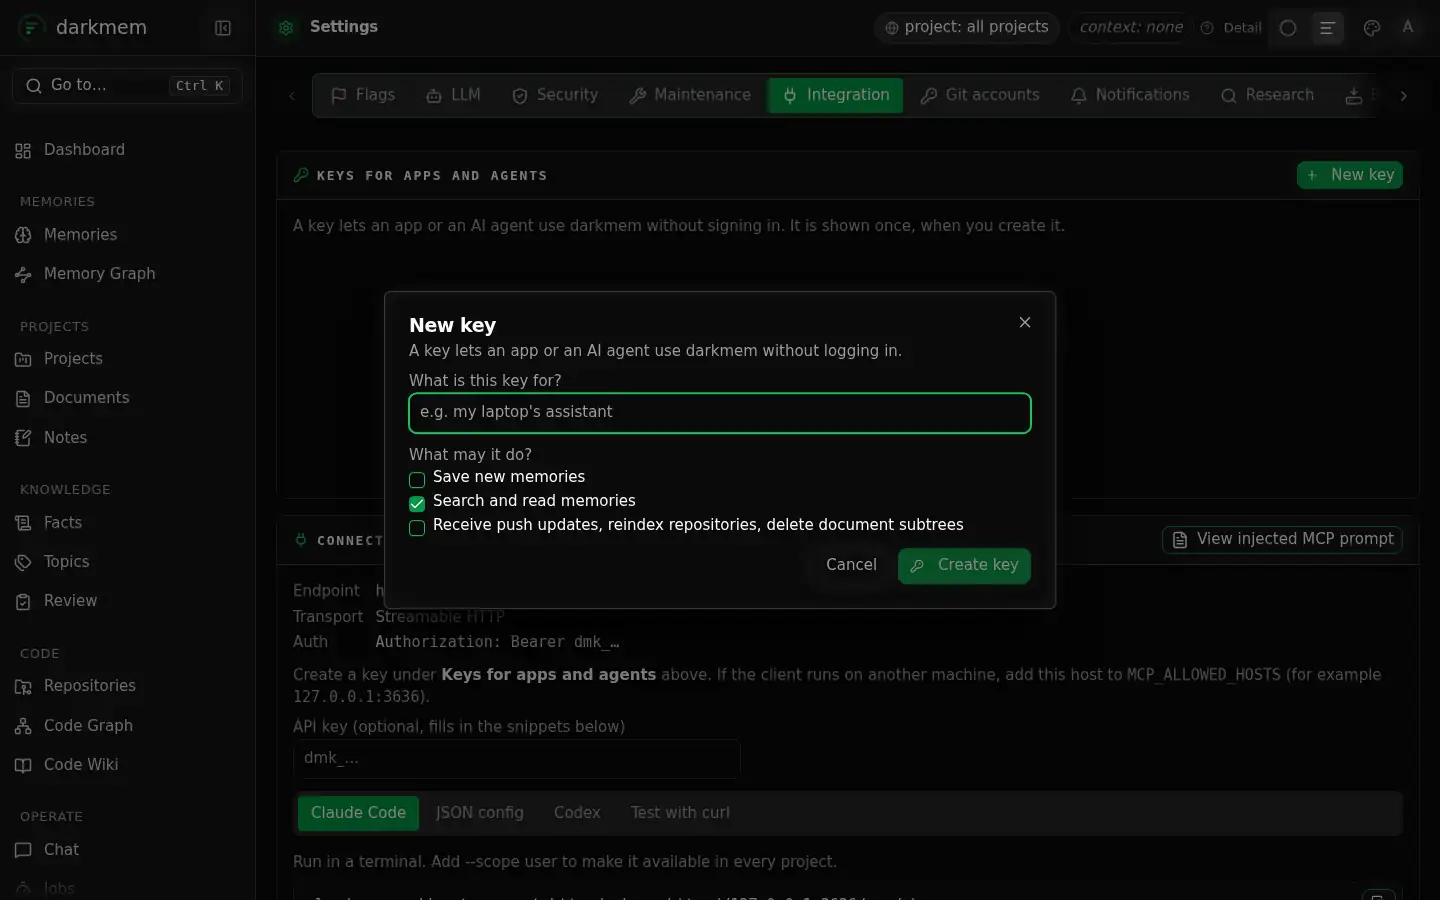 darkmem
Settings
project: all projects
context: none
Detail
A
Go to...
Ctrl K
Flags
LLM
Security
Maintenance
Integration
Git accounts
Notifications
Research
Dashboard
MEMORIES
Memories
Memory Graph
PROJECTS
Projects
Documents
Notes
KNOWLEDGE
Facts
Topics
Review
CODE
Repositories
Code Graph
Code Wiki
OPERATE
Chat
Jobs
KEYS FOR APPS AND AGENTS
+ New key
A key lets an app or an AI agent use darkmem without signing in. It is shown once, when you create it.
New key
A key lets an app or an AI agent use darkmem without logging in.
What is this key for?
e.g. my laptop's assistant
What may it do?
Save new memories
Search and read memories
Receive push updates, reindex repositories, delete document subtrees
Cancel
Create key
CONNECT
View injected MCP prompt
Endpoint h
Transport Streamable HTTP
Auth Authorization: Bearer dmk_…
Create a key under Keys for apps and agents above. If the client runs on another machine, add this host to MCP_ALLOWED_HOSTS (for example
127.0.0.1:3636).
API key (optional, fills in the snippets below)
dmk_...
Claude Code
JSON config
Codex
Test with curl
Run in a terminal. Add --scope user to make it available in every project.